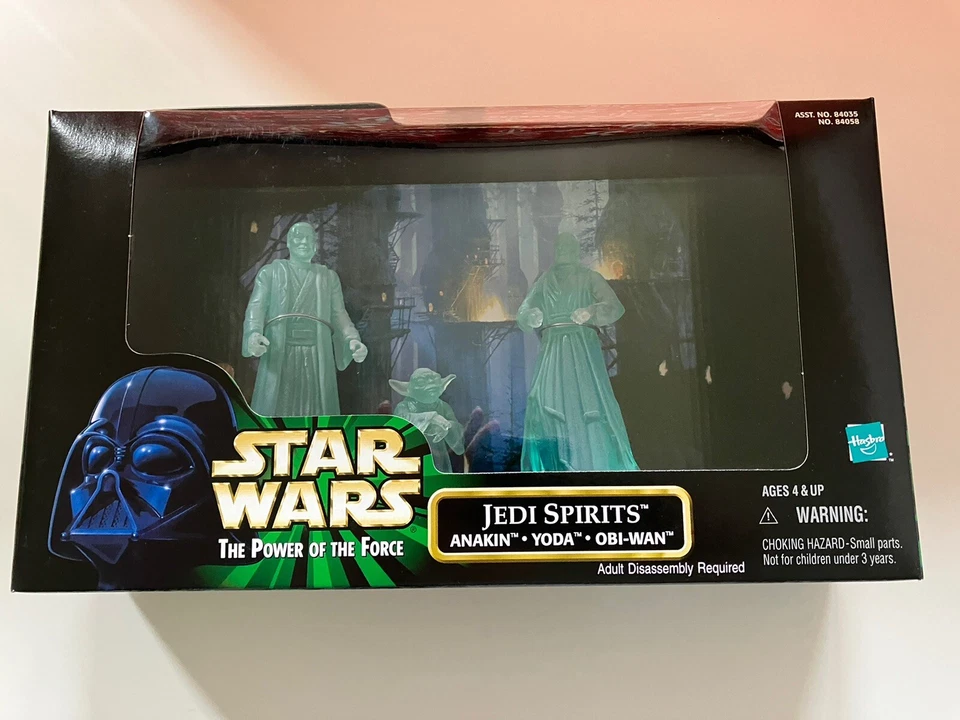 ASST. NO. 84035
NO. 84058
STAR
WARS
THE POWER OF THE FORCE
JEDI SPIRITS™
ANAKIN™ • YODA™ • OBI-WAN™
Adult Disassembly Required
Hasbro
™
AGES 4 & UP
⚠ WARNING:
CHOKING HAZARD-Small parts.
Not for children under 3 years.